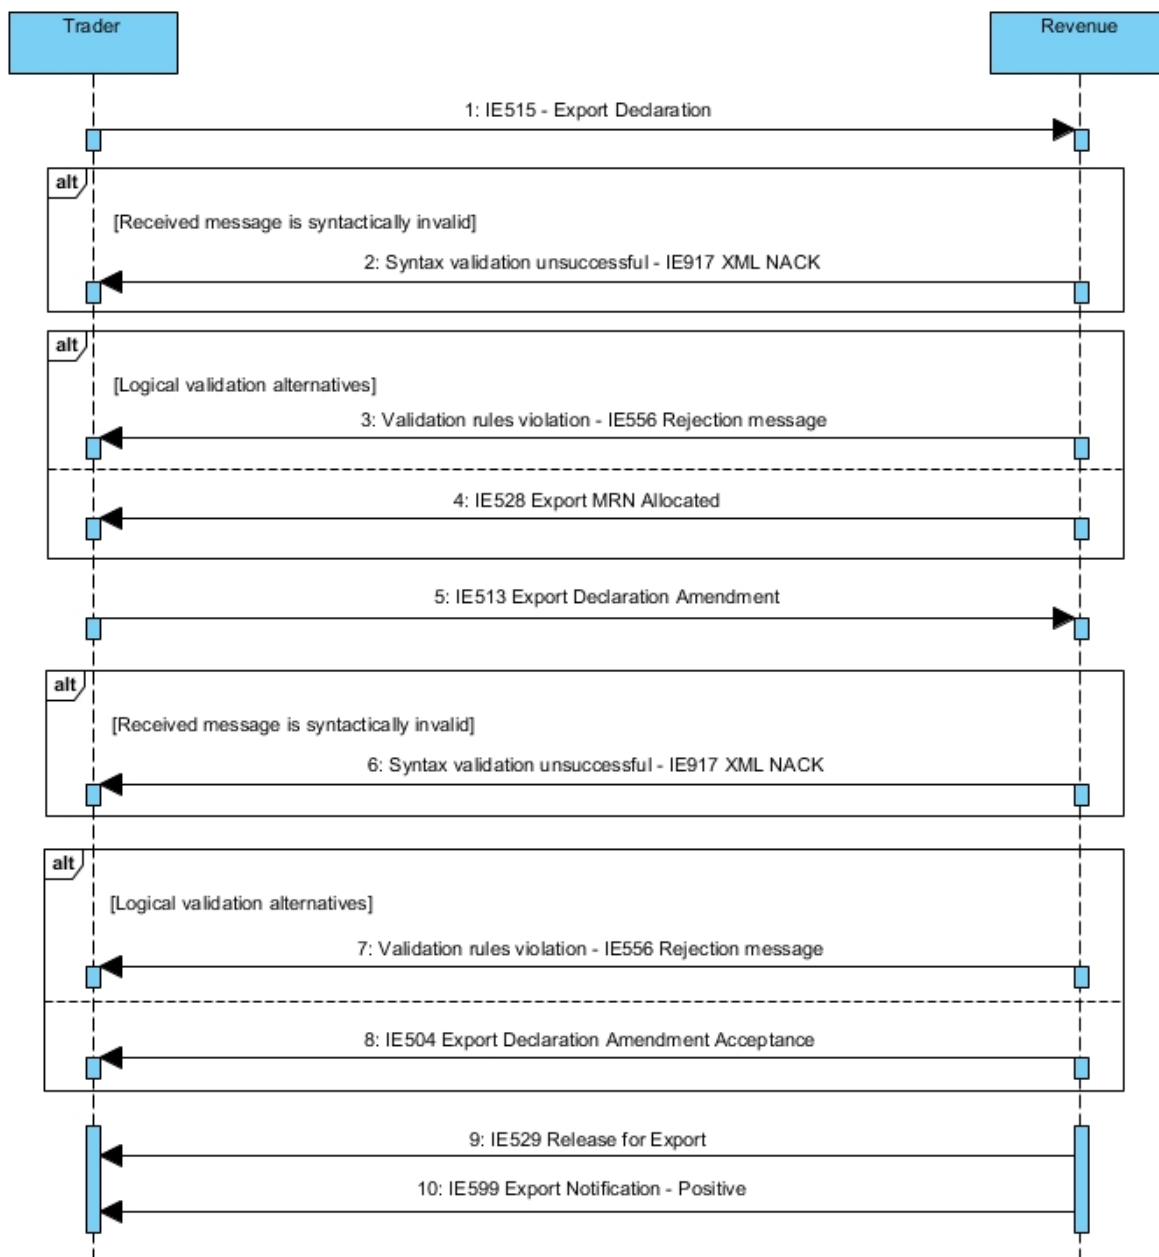 Trader
Revenue
1: IE515 - Export Declaration
alt
[Received message is syntactically invalid]
2: Syntax validation unsuccessful - IE917 XML NACK
alt
[Logical validation alternatives]
3: Validation rules violation - IE556 Rejection message
4: IE528 Export MRN Allocated
5: IE513 Export Declaration Amendment
alt
[Received message is syntactically invalid]
6: Syntax validation unsuccessful - IE917 XML NACK
alt
[Logical validation alternatives]
7: Validation rules violation - IE556 Rejection message
8: IE504 Export Declaration Amendment Acceptance
9: IE529 Release for Export
10: IE599 Export Notification - Positive